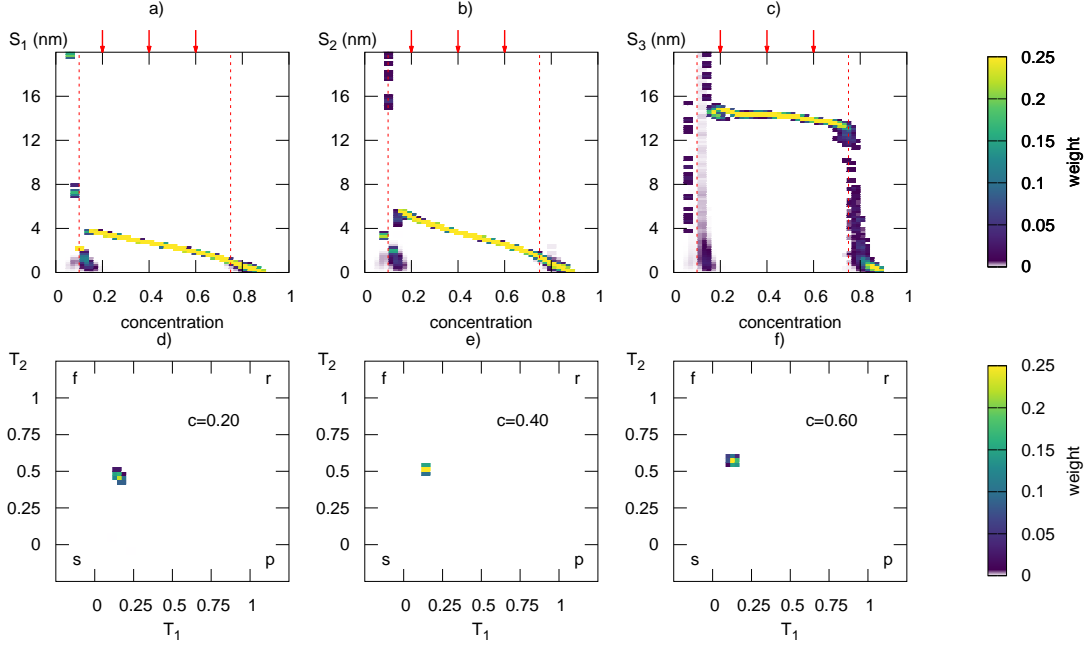 a) b) c)
S1 (nm) S2 (nm) S3 (nm)
16 16 16
12 12 12
8 8 8
4 4 4
0 0 0
0 0.2 0.4 0.6 0.8 1 0 0.2 0.4 0.6 0.8 1 0 0.2 0.4 0.6 0.8 1
concentration concentration concentration
0.25
0.20
0.15
0.10
0.05
0
weight
d) e) f)
T2 T2 T2
f r f r f r
c=0.20 c=0.40 c=0.60
1 1 1
0.75 0.75 0.75
0.5 0.5 0.5
0.25 0.25 0.25
0 0 0
s p s p s p
0 0.25 0.5 0.75 1 0 0.25 0.5 0.75 1 0 0.25 0.5 0.75 1
T1 T1 T1
0.25
0.2
0.15
0.1
0.05
0
weight